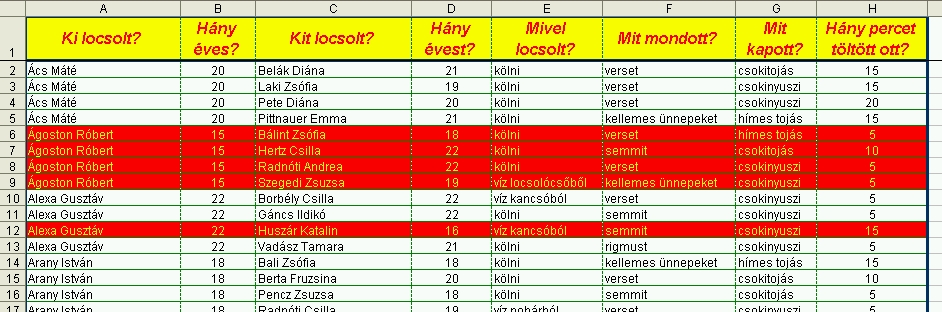 A B C D E F G H
1 Ki locsolt? Hány éves? Kit locsolt? Hány évest? Mivel locsolt? Mit mondott? Mit kapott? Hány percet töltött ott?
2 Ács Máté 20 Belák Diána 21 kölni verset csokitojás 15
3 Ács Máté 20 Laki Zsófia 19 kölni verset csokinyuszi 15
4 Ács Máté 20 Pete Diána 20 kölni verset csokinyuszi 20
5 Ács Máté 20 Pittnauer Emma 21 kölni kellemes ünnepeket hímes tojás 15
6 Ágoston Róbert 15 Bálint Zsófia 18 kölni verset hímes tojás 5
7 Ágoston Róbert 15 Hertz Csilla 22 kölni semmit csokitojás 10
8 Ágoston Róbert 15 Radnóti Andrea 22 kölni verset csokinyuszi 5
9 Ágoston Róbert 15 Szegedi Zsuzsa 19 víz locsolócsőből kellemes ünnepeket csokinyuszi 5
10 Alexa Gusztáv 22 Borbély Csilla 22 víz kancsóból verset csokinyuszi 5
11 Alexa Gusztáv 22 Gáncs Ildikó 22 kölni semmit csokinyuszi 5
12 Alexa Gusztáv 22 Huszár Katalin 16 víz kancsóból semmit csokinyuszi 15
13 Alexa Gusztáv 22 Vadász Tamara 21 kölni rigmust csokinyuszi 5
14 Arany István 18 Bali Zsófia 18 kölni kellemes ünnepeket hímes tojás 15
15 Arany István 18 Berta Fruzsina 20 kölni verset csokitojás 10
16 Arany István 18 Pencz Zsuzsa 18 kölni semmit csokitojás 5
17 Arany István 18 Radnóti Csilla 19 víz pohárból verset csokitojás 5